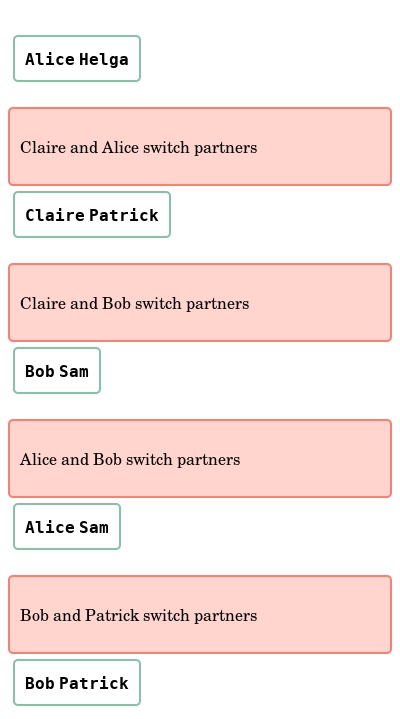 Alice Helga
Claire and Alice switch partners
Claire Patrick
Claire and Bob switch partners
Bob Sam
Alice and Bob switch partners
Alice Sam
Bob and Patrick switch partners
Bob Patrick